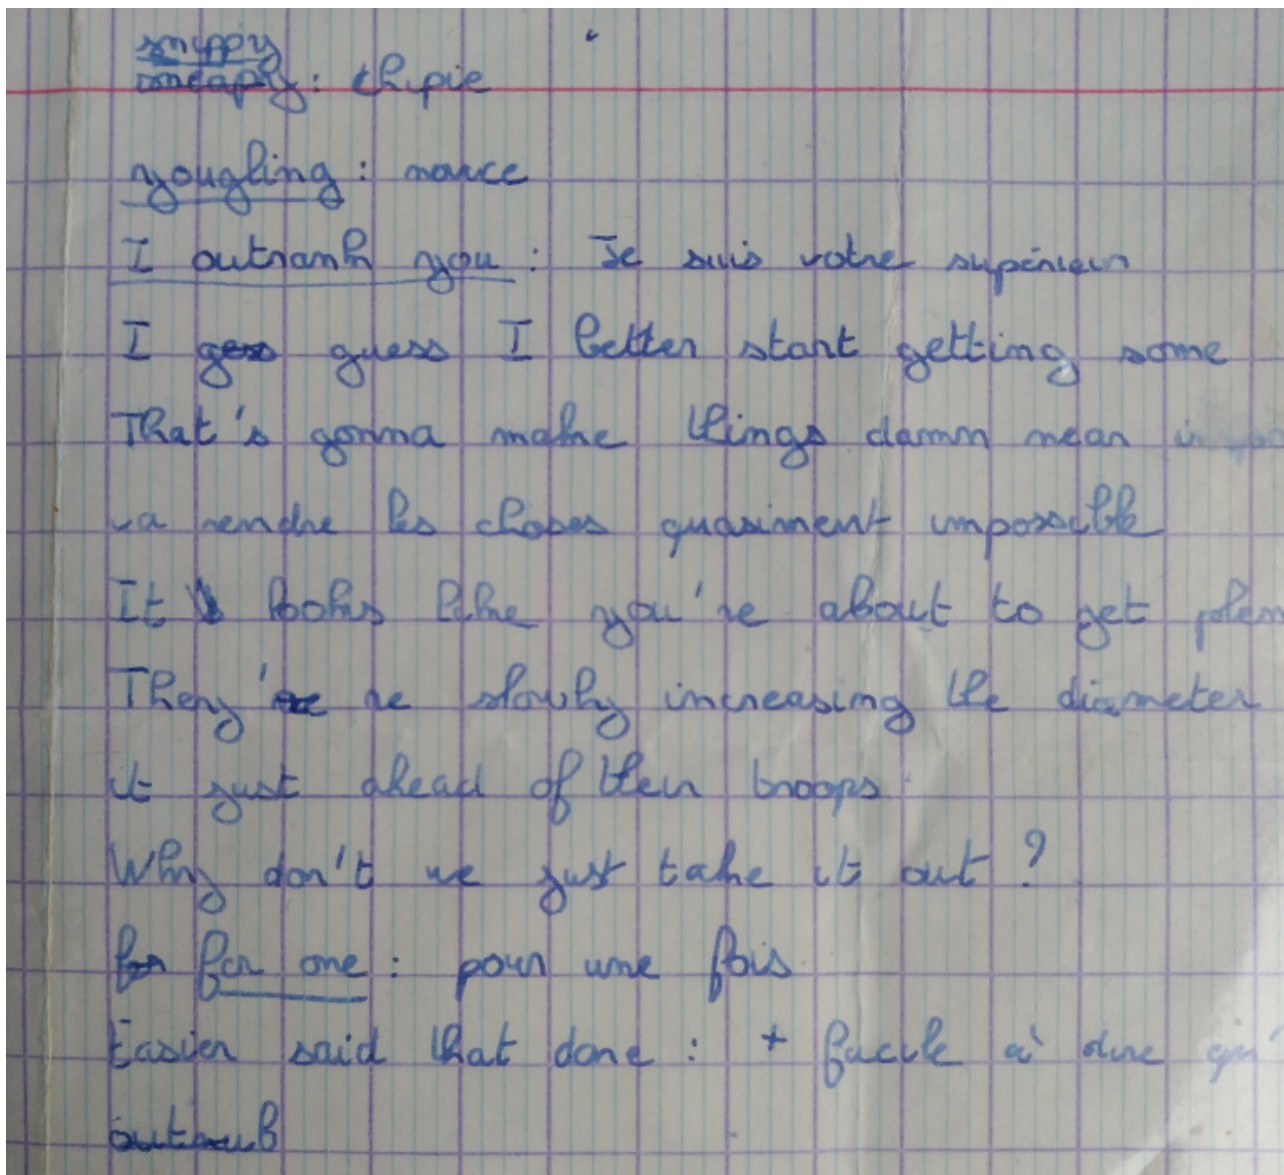 snippy
: chipie
yougling : novice
I outrank you : Je suis votre supérieur
I guess I better start getting some
That's gonna make things damn near
va rendre les choses quasiment impossible
It looks like you're about to get
They're slowly increasing the diameter
it just ahead of their troops
Why don't we just take it out ?
for one : pour une fois
Easier said that done : + facile à dire qu'